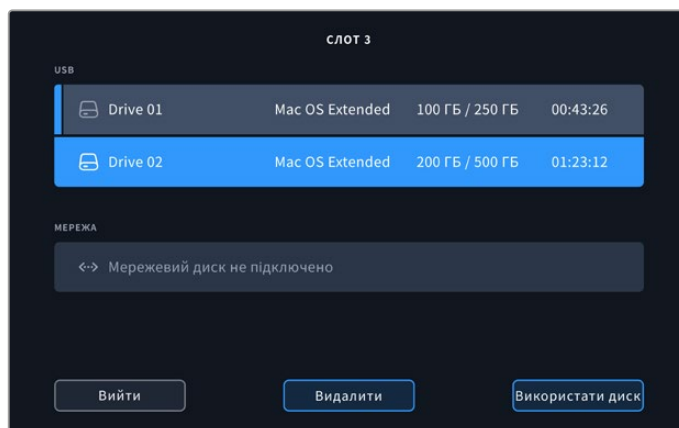 СЛОТ 3
USB
Drive 01 Mac OS Extended 100 ГБ / 250 ГБ 00:43:26
Drive 02 Mac OS Extended 200 ГБ / 500 ГБ 01:23:12
МЕРЕЖА
Мережевий диск не підключено
Вийти Видалити Використати диск